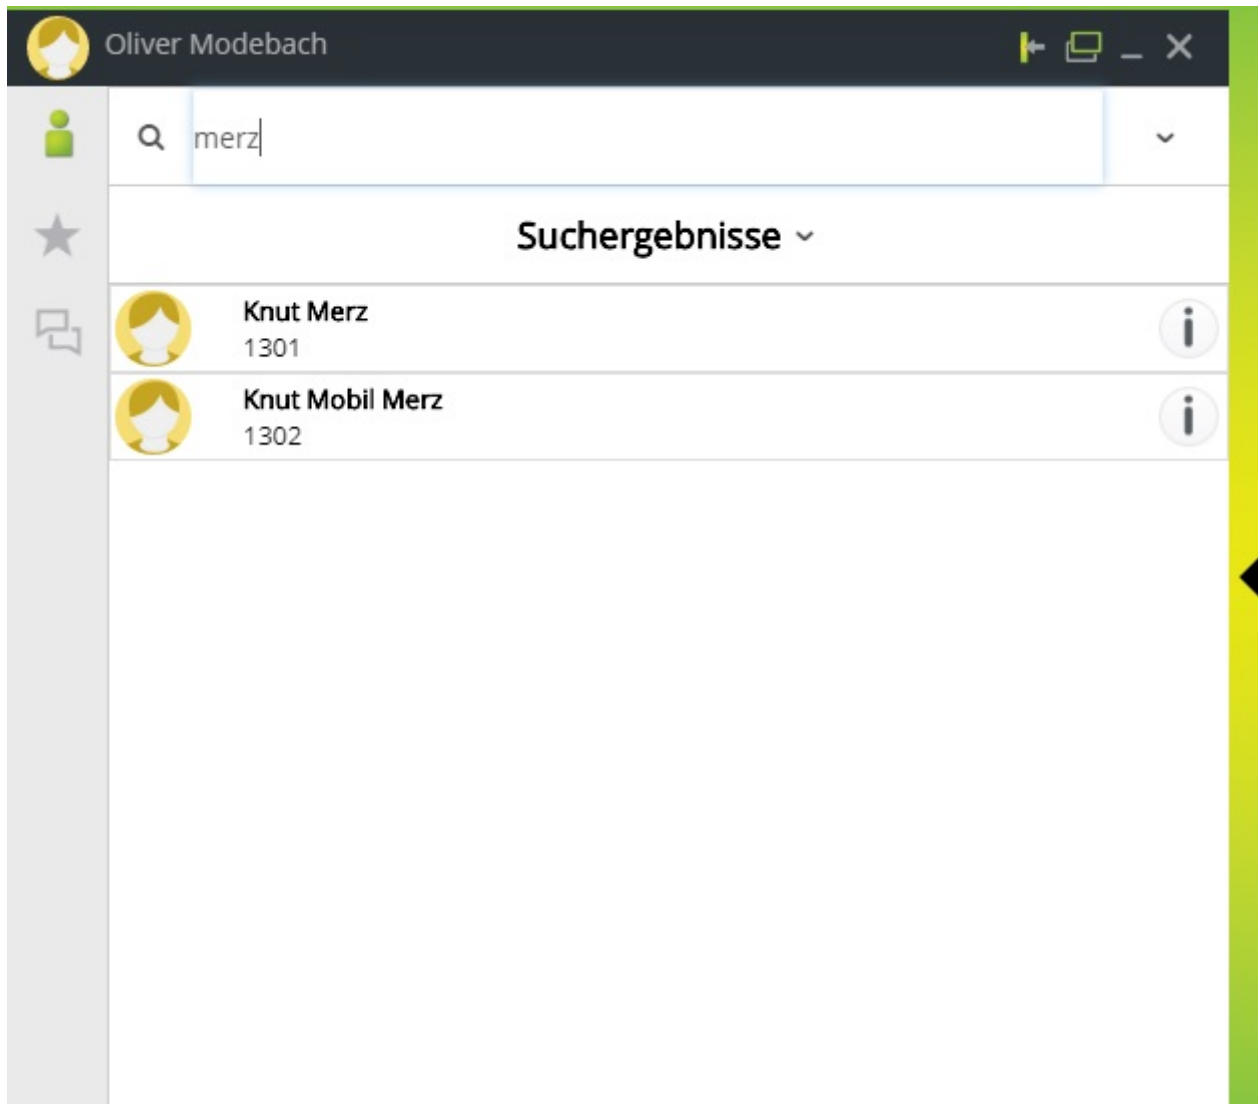 Oliver Modebach
merz
Suchergebnisse
Knut Merz
1301
Knut Mobil Merz
1302